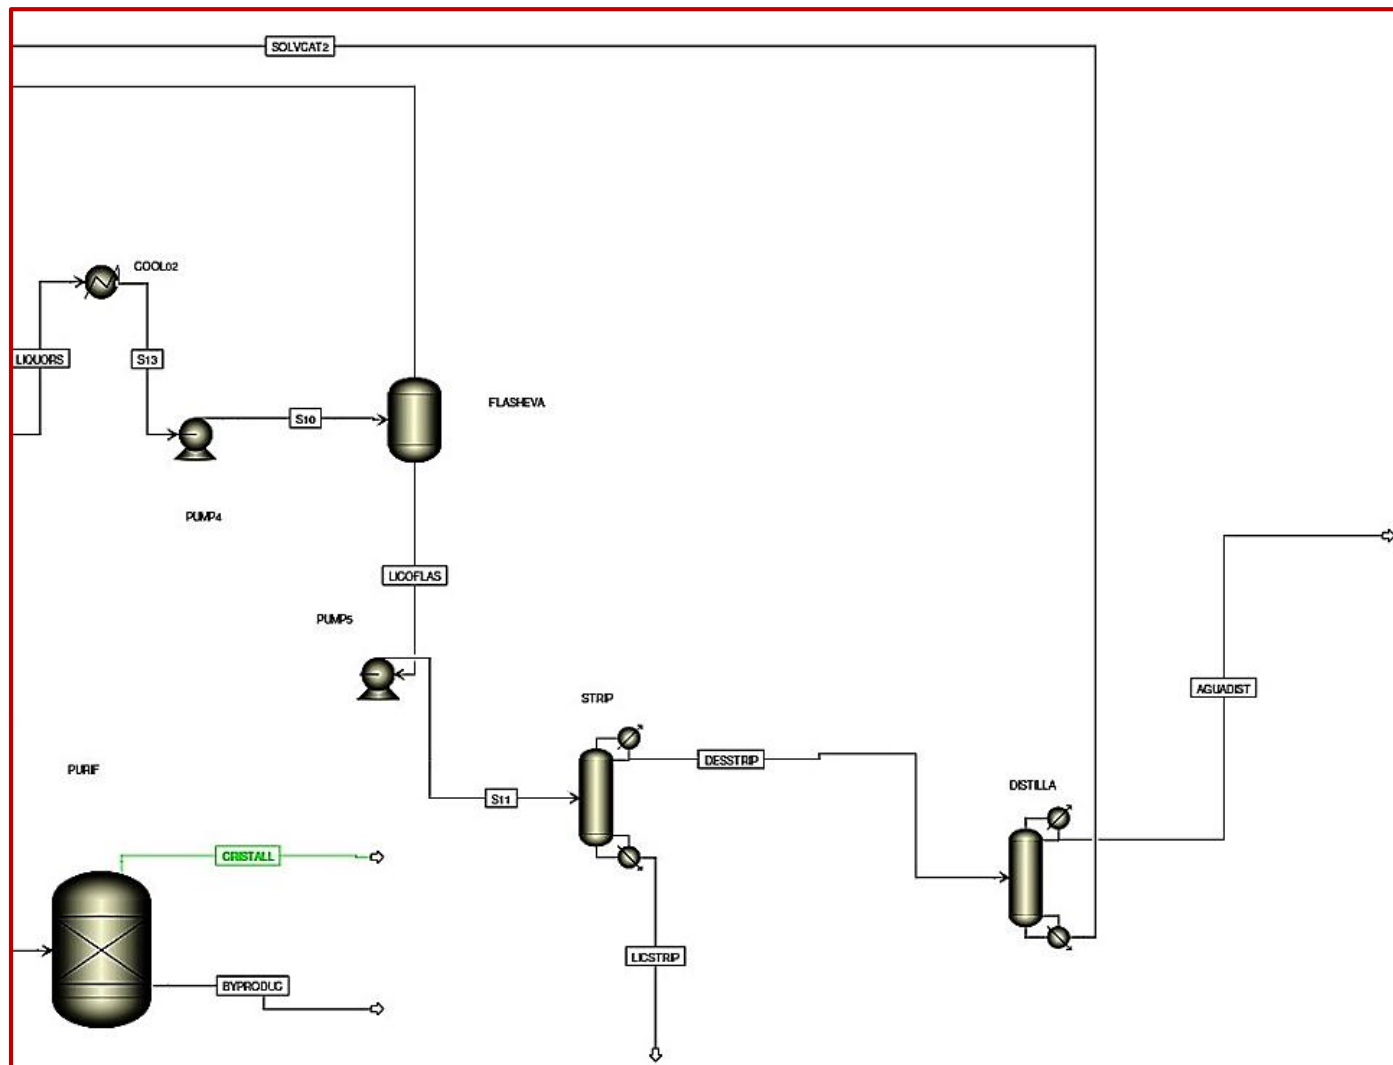 SOLVCAT2
COOL02
LIQUORS
S13
FLASHEVA
S10
PUMP4
LICOFLAS
PUMP5
AGUADIST
STRIP
DESSTRIP
PURIF
DISTILLA
S11
CRISTALL
LICSTRIP
BYPRODUC